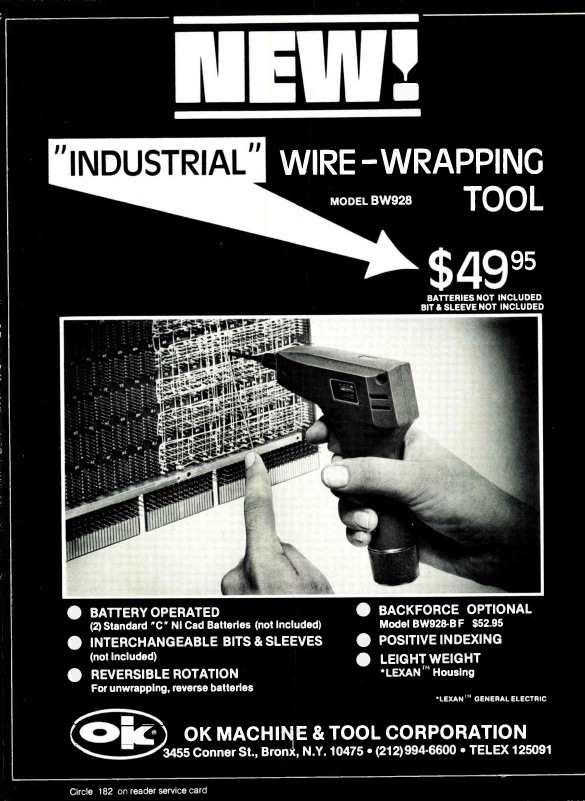 NEW!
"INDUSTRIAL" WIRE-WRAPPING
MODEL BW928 TOOL
$49 95
BATTERIES NOT INCLUDED
BIT & SLEEVE NOT INCLUDED
BATTERY OPERATED
(2) Standard "C" Ni Cad Batteries (not included)
INTERCHANGEABLE BITS & SLEEVES
(not included)
REVERSIBLE ROTATION
For unwrapping, reverse batteries
BACKFORCE OPTIONAL
Model BW928-BF $52.95
POSITIVE INDEXING
LEIGHT WEIGHT
*LEXAN™ Housing
*LEXAN™ GENERAL ELECTRIC
ok OK MACHINE & TOOL CORPORATION
3455 Conner St., Bronx, N.Y. 10475 • (212) 994-6600 • TELEX 125091
Circle 182 on reader service card